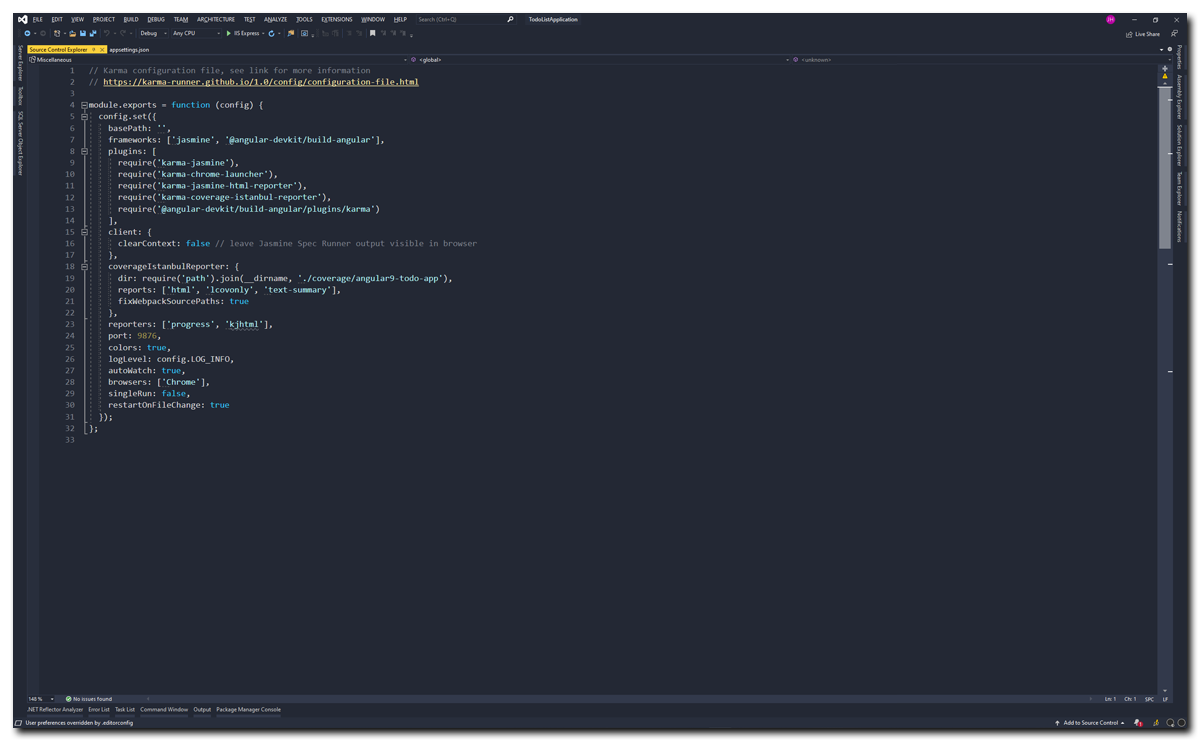 FILE EDIT VIEW PROJECT BUILD DEBUG TEAM ARCHITECTURE TEST ANALYZE TOOLS EXTENSIONS WINDOW HELP Search (Ctrl+Q) TodoListApplication JH
Debug Any CPU IIS Express Live Share
Source Control Explorer appsettings.json
Miscellaneous <global> <unknown>
Server Explorer
Toolbox
SQL Server Object Explorer
1 // Karma configuration file, see link for more information
2 // https://karma-runner.github.io/1.0/config/configuration-file.html
3
4 module.exports = function (config) {
5 config.set({
6 basePath: '',
7 frameworks: ['jasmine', '@angular-devkit/build-angular'],
8 plugins: [
9 require('karma-jasmine'),
10 require('karma-chrome-launcher'),
11 require('karma-jasmine-html-reporter'),
12 require('karma-coverage-istanbul-reporter'),
13 require('@angular-devkit/build-angular/plugins/karma')
14 ],
15 client: {
16 clearContext: false // leave Jasmine Spec Runner output visible in browser
17 },
18 coverageIstanbulReporter: {
19 dir: require('path').join(__dirname, './coverage/angular9-todo-app'),
20 reports: ['html', 'lcovonly', 'text-summary'],
21 fixWebpackSourcePaths: true
22 },
23 reporters: ['progress', 'kjhtml'],
24 port: 9876,
25 colors: true,
26 logLevel: config.LOG_INFO,
27 autoWatch: true,
28 browsers: ['Chrome'],
29 singleRun: false,
30 restartOnFileChange: true
31 });
32 };
33
Properties
Assembly Explorer
Solution Explorer
Team Explorer
Notifications
148 % No issues found Ln: 1 Ch: 1 SPC LF
.NET Reflector Analyzer Error List Task List Command Window Output Package Manager Console
User preferences overridden by .editorconfig Add to Source Control